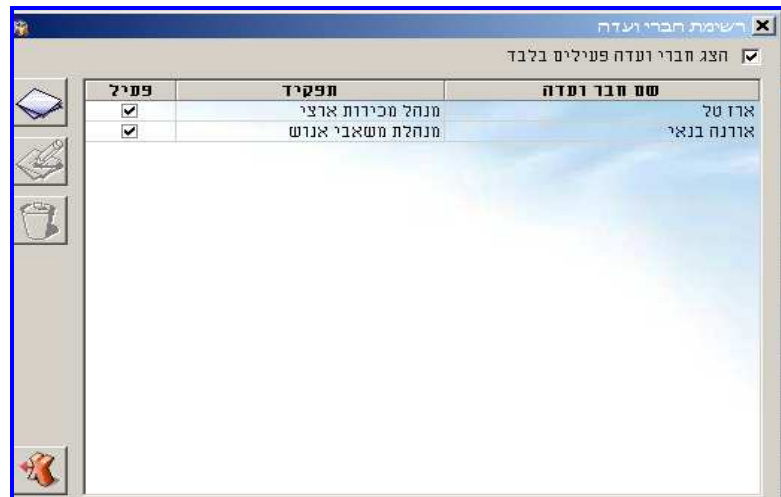 רשימת חברי ועדה
הצג חברי ועדה פעילים בלבד
שם חבר ועדה תפקיד פעיל
ארז טל מנהל מכירות ארצי
אורנה בנאי מנהלת משאבי אנוש